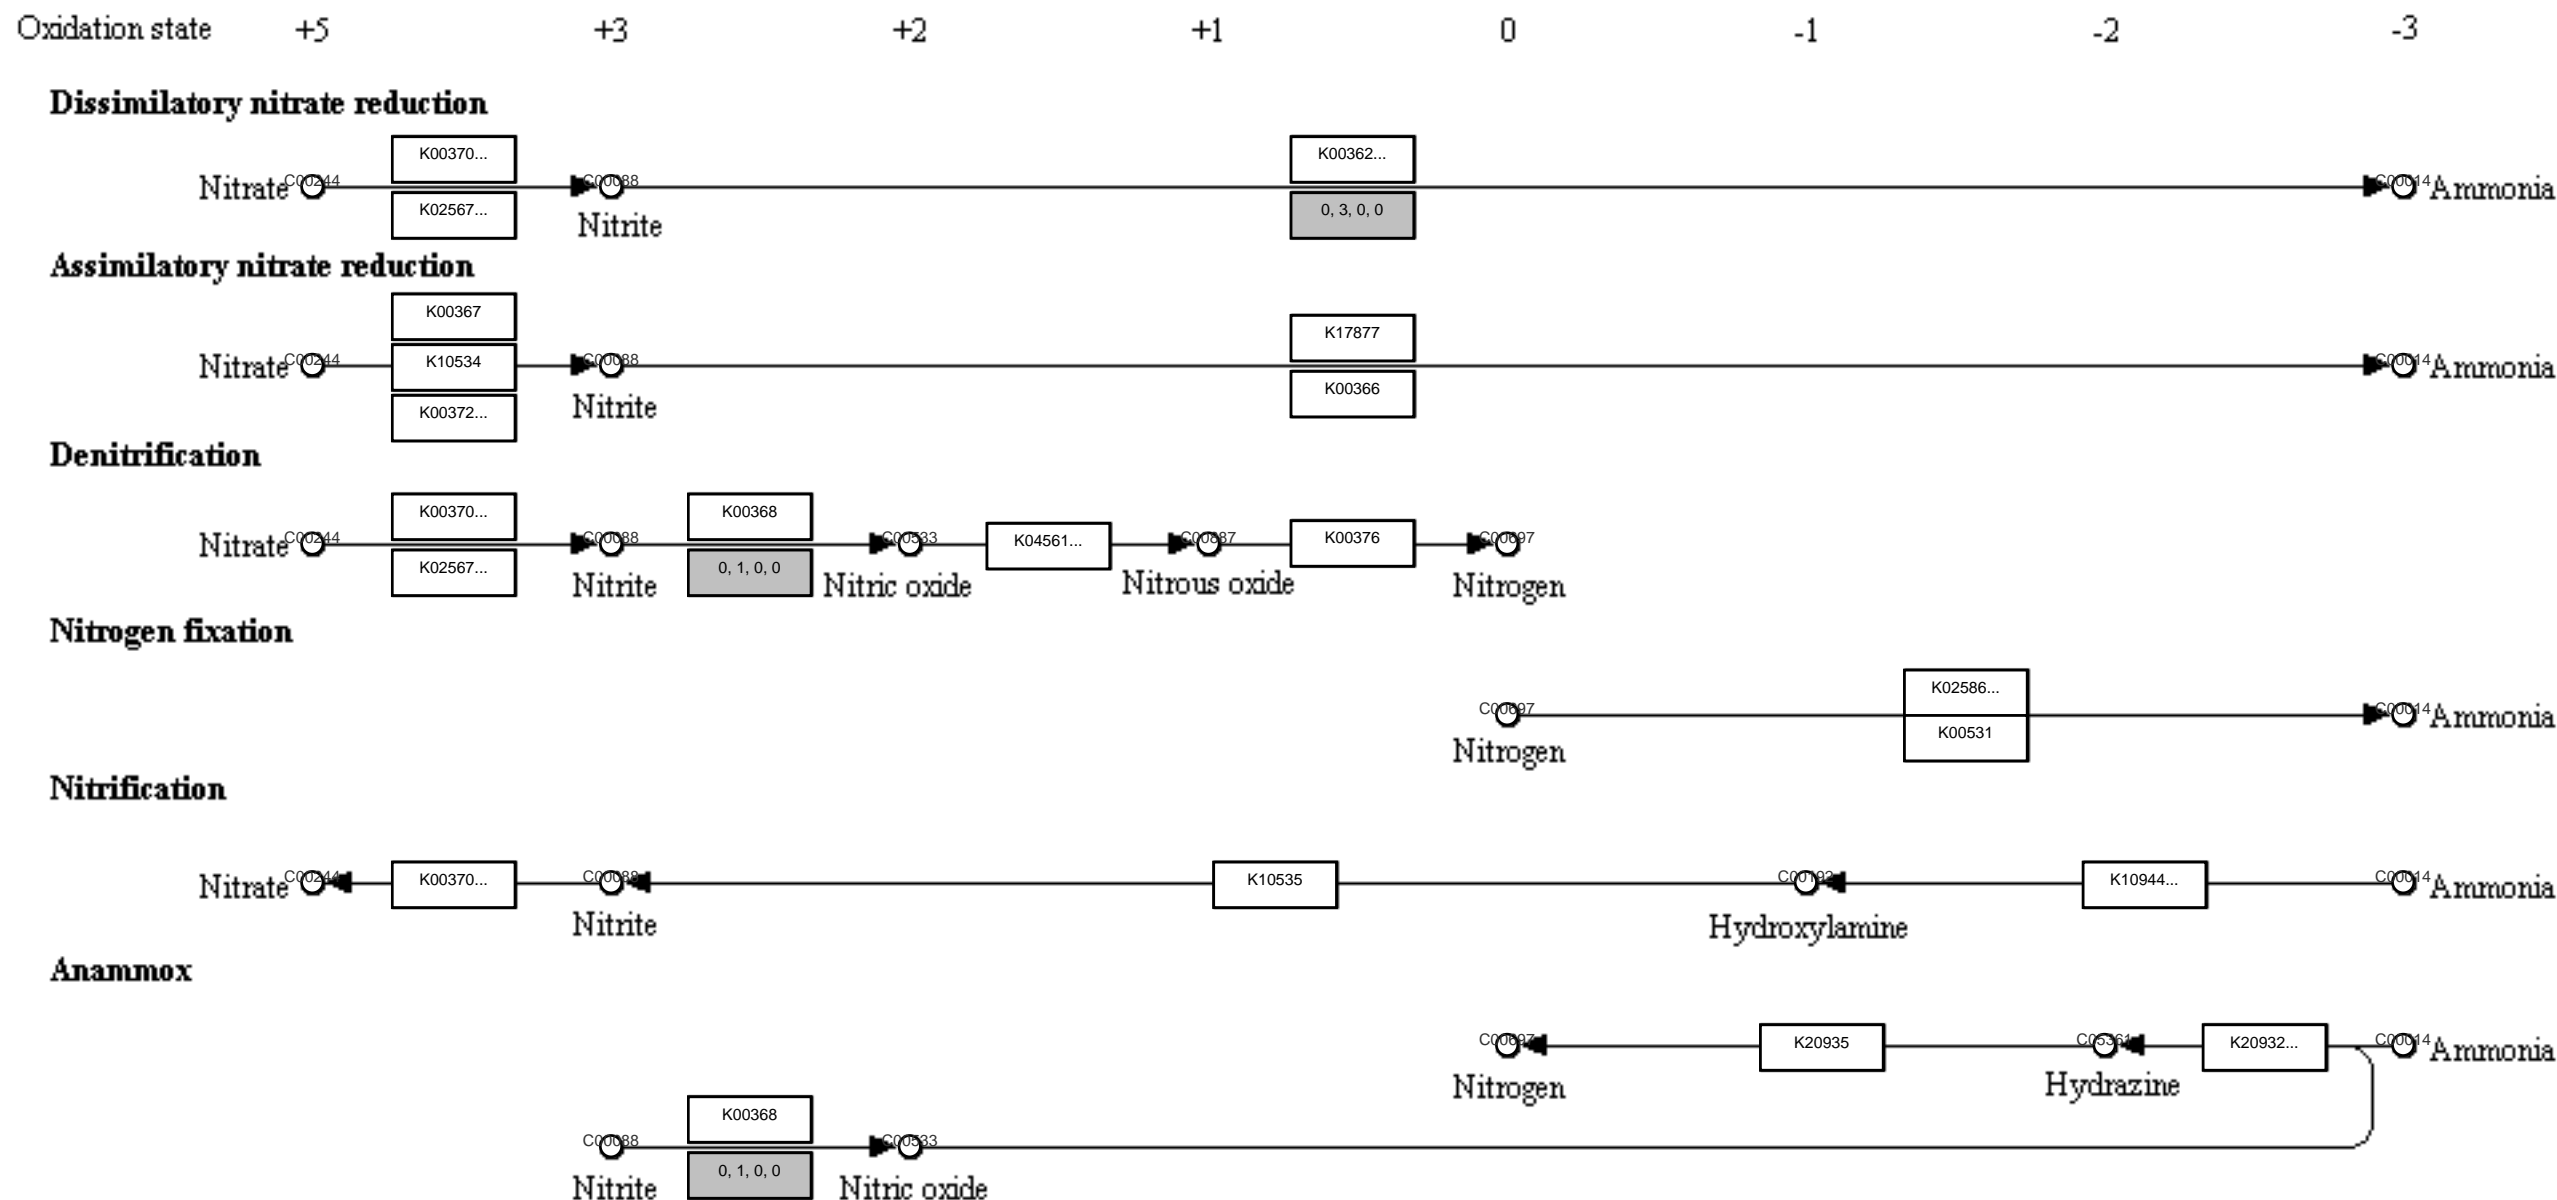 Oxidation state +5 +3 +2 +1 0 -1 -2 -3
Dissimilatory nitrate reduction
K00370... K00362...
Nitrate C00244 C00088 C00014 Ammonia
K02567... 0, 3, 0, 0
Nitrite
Assimilatory nitrate reduction
K00367
K17877
Nitrate C00244 K10534 C00088 C00014 Ammonia
K00366
K00372... Nitrite
Denitrification
K00370... K00368
Nitrate C00244 C00088 C00533 K04561... C00887 K00376 C00697
K02567... 0, 1, 0, 0
Nitrite Nitric oxide Nitrous oxide Nitrogen
Nitrogen fixation
K02586...
C00697 C00014 Ammonia
K00531
Nitrogen
Nitrification
Nitrate C00244 K00370... C00088 K10535 C00192 K10944... C00014 Ammonia
Nitrite Hydroxylamine
Anammox
C00697 K20935 C05361 K20932... C00014 Ammonia
Nitrogen Hydrazine
K00368
C00088 C00533
0, 1, 0, 0
Nitrite Nitric oxide